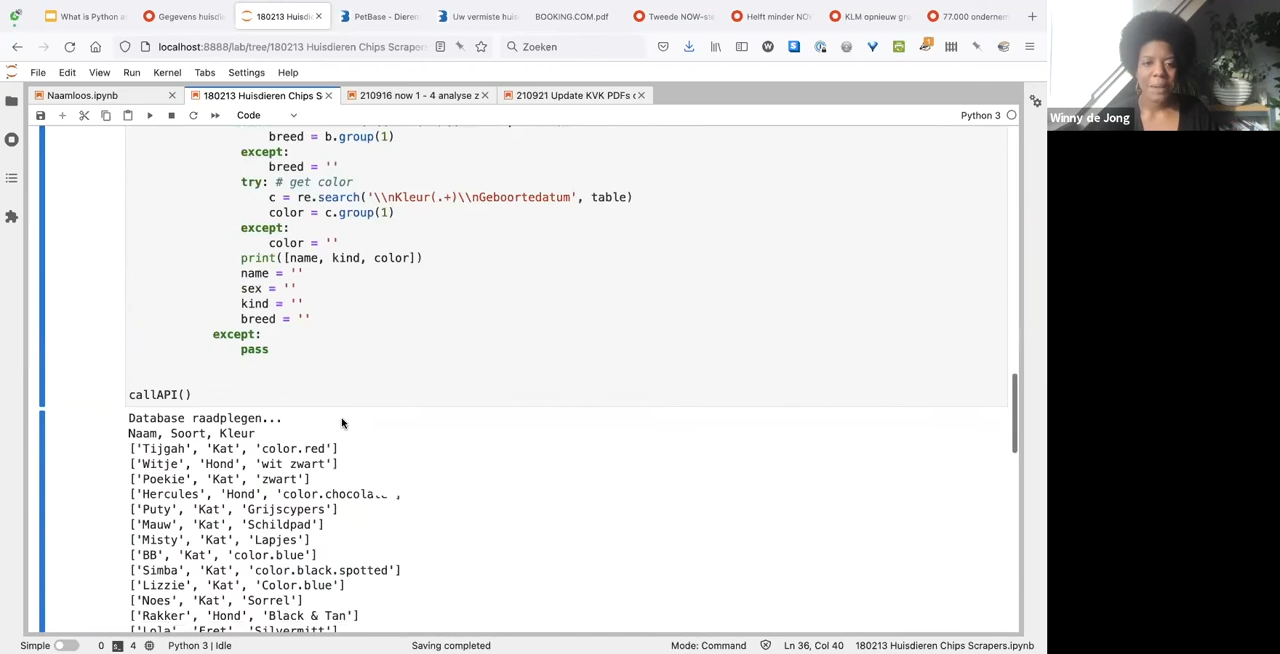 What is Python a
Gegevens huisdie
180213 Huisdi
PetBase - Dieren
Uw vermiste huis
BOOKING.COM.pdf
Tweede NOW-ste
Helft minder NO
KLM opnieuw gra
77.000 ondernem
localhost:8888/lab/tree/180213 Huisdieren Chips Scrapers
Zoeken
File Edit View Run Kernel Tabs Settings Help
Naamloos.ipynb
180213 Huisdieren Chips S
210916 now 1 - 4 analyse z
210921 Update KVK PDFs
Code
Python 3
breed = b.group(1)
except:
breed = ''
try: # get color
c = re.search('\\nKleur(.+)\\nGeboortedatum', table)
color = c.group(1)
except:
color = ''
print([name, kind, color])
name = ''
sex = ''
kind = ''
breed = ''
except:
pass
callAPI()
Database raadplegen...
Naam, Soort, Kleur
['Tijgah', 'Kat', 'color.red']
['Witje', 'Hond', 'wit zwart']
['Poekie', 'Kat', 'zwart']
['Hercules', 'Hond', 'color.chocolate',
['Puty', 'Kat', 'Grijscypers']
['Mauw', 'Kat', 'Schildpad']
['Misty', 'Kat', 'Lapjes']
['BB', 'Kat', 'color.blue']
['Simba', 'Kat', 'color.black.spotted']
['Lizzie', 'Kat', 'Color.blue']
['Noes', 'Kat', 'Sorrel']
['Rakker', 'Hond', 'Black & Tan']
['Lola', 'Fret', 'Silvermitt']
Simple
0
4
Python 3 | Idle
Saving completed
Mode: Command
Ln 36, Col 40
180213 Huisdieren Chips Scrapers.ipynb
Winny de Jong